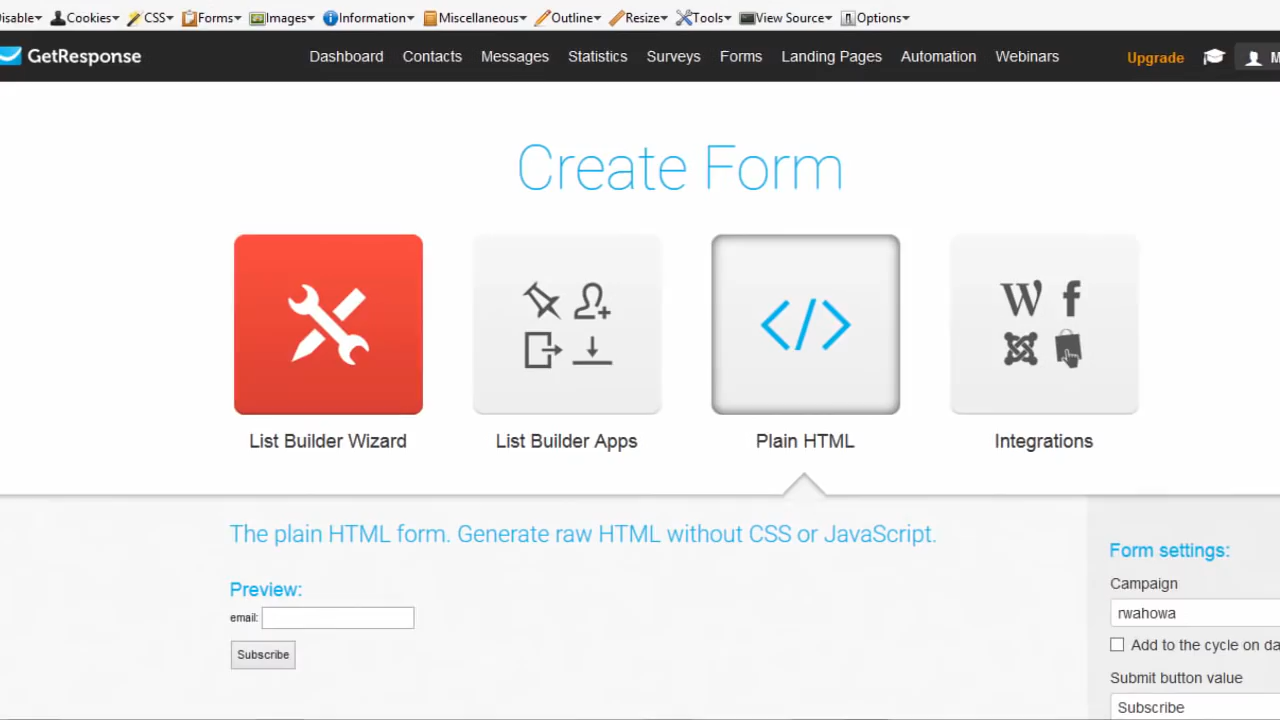 isable▾ Cookies▾ CSS▾ Forms▾ Images▾ Information▾ Miscellaneous▾ Outline▾ Resize▾ Tools▾ View Source▾ Options▾
GetResponse Dashboard Contacts Messages Statistics Surveys Forms Landing Pages Automation Webinars Upgrade M
Create Form
W f
</>
List Builder Wizard List Builder Apps Plain HTML Integrations
The plain HTML form. Generate raw HTML without CSS or JavaScript.
Form settings:
Preview:
Campaign
email:
rwahowa
Add to the cycle on da
Subscribe
Submit button value
Subscribe